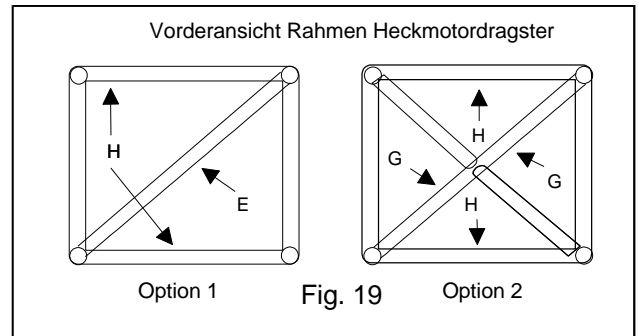 Vorderansicht Rahmen Heckmotordragster
H
E
H
G
G
H
Option 1
Fig. 19
Option 2